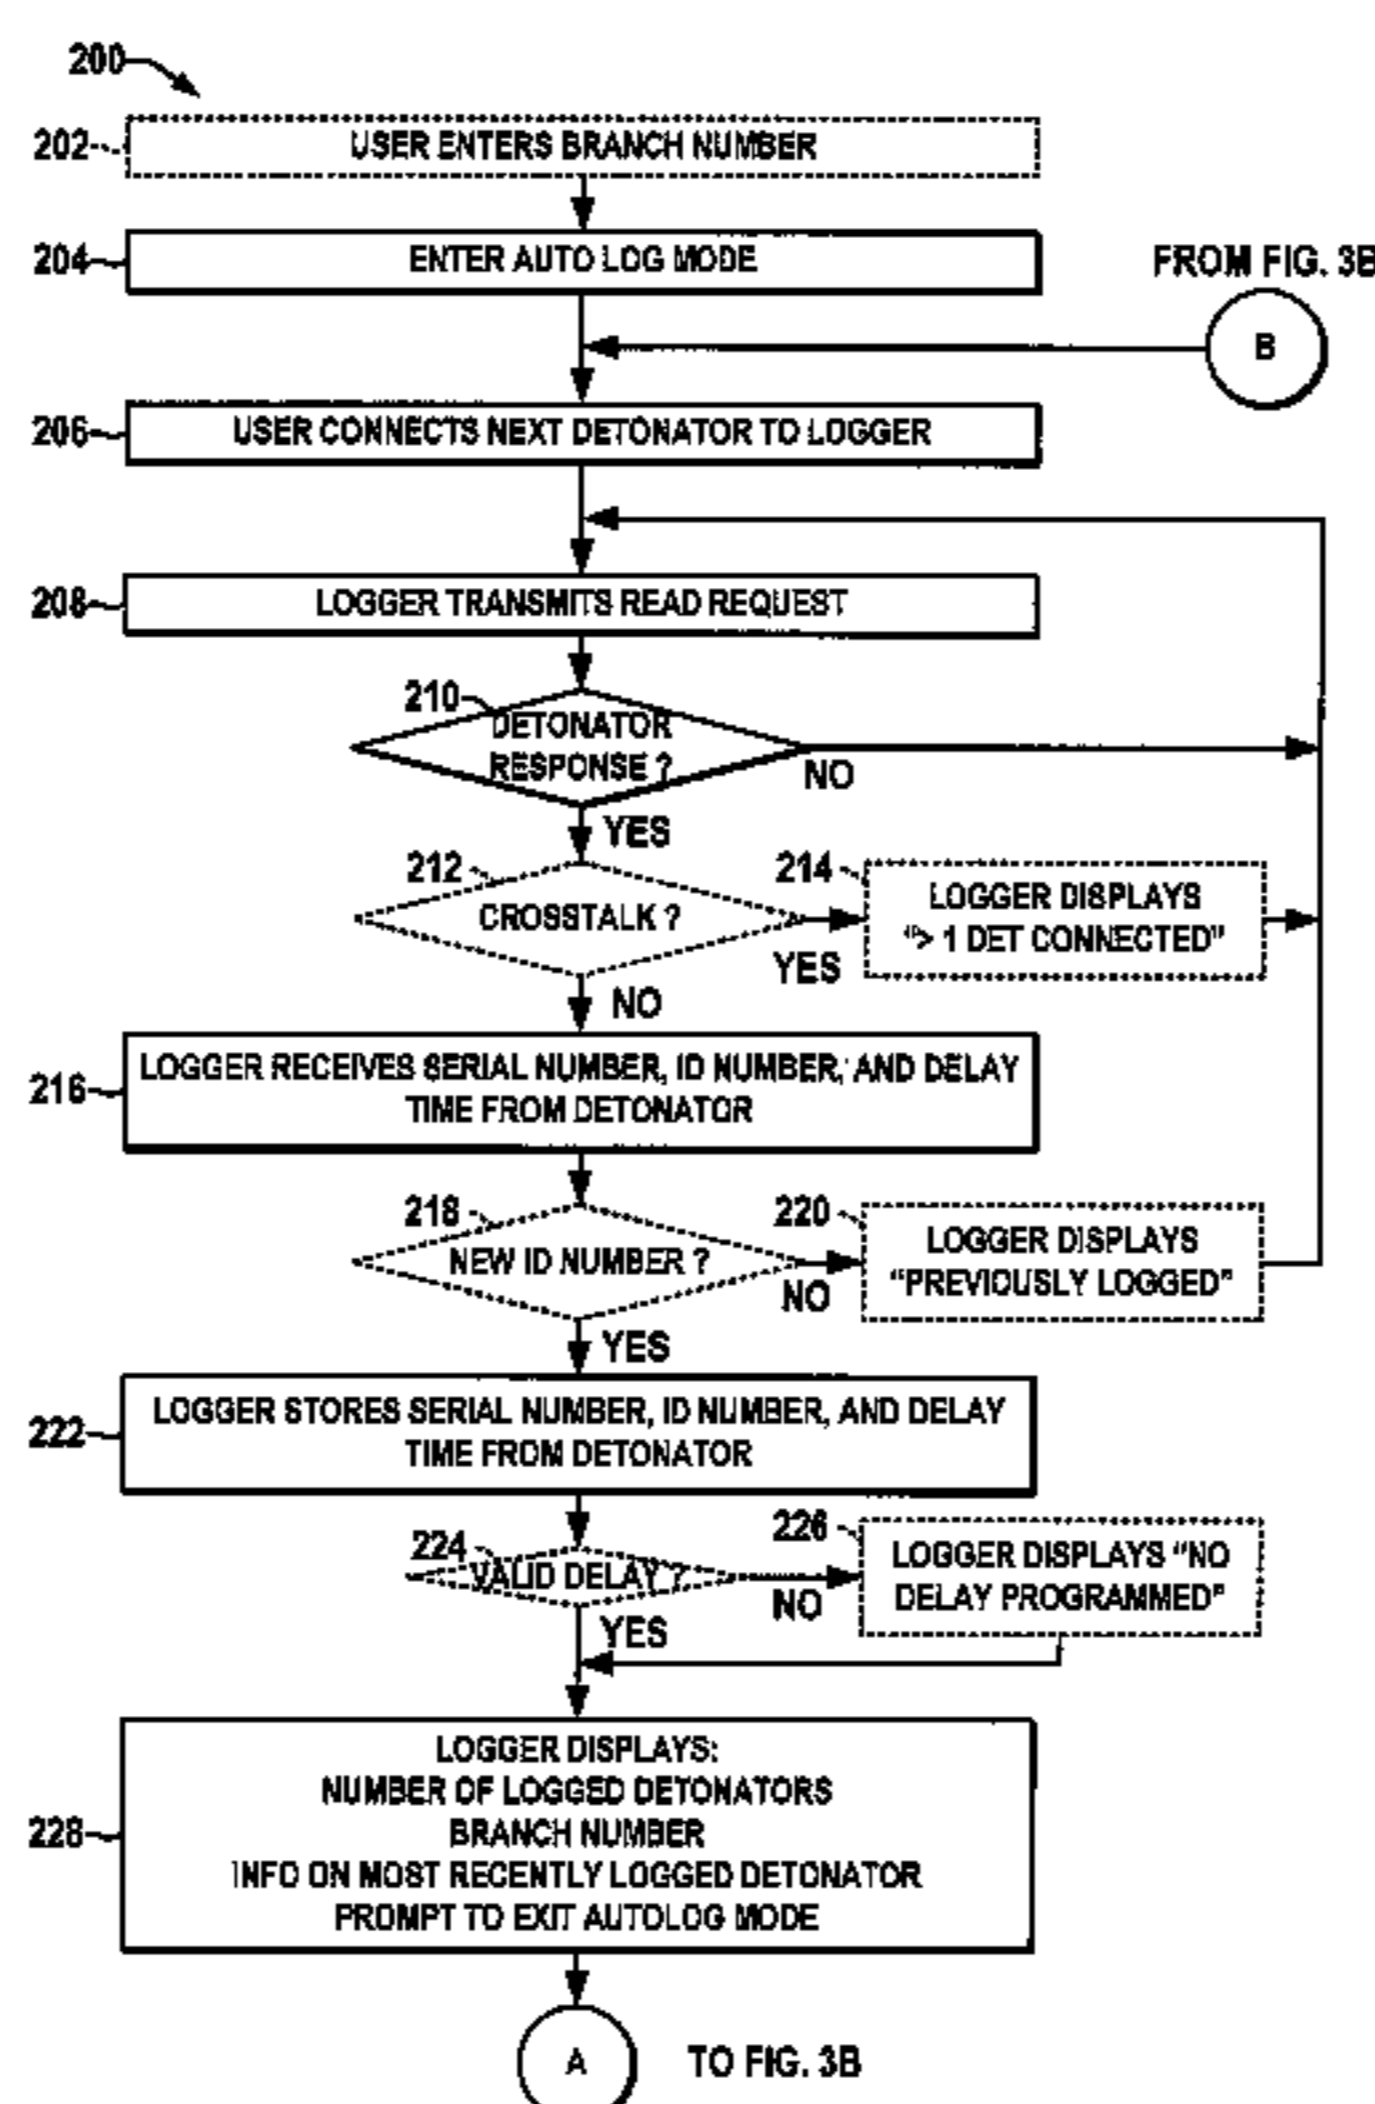 200
202
USER ENTERS BRANCH NUMBER
204
ENTER AUTO LOG MODE
FROM FIG. 3B
B
206
USER CONNECTS NEXT DETONATOR TO LOGGER
208
LOGGER TRANSMITS READ REQUEST
210
DETONATOR
RESPONSE ?
NO
YES
212
CROSSTALK ?
YES
214
LOGGER DISPLAYS
"> 1 DET CONNECTED"
NO
216
LOGGER RECEIVES SERIAL NUMBER, ID NUMBER, AND DELAY
TIME FROM DETONATOR
218
NEW ID NUMBER ?
NO
220
LOGGER DISPLAYS
"PREVIOUSLY LOGGED"
YES
222
LOGGER STORES SERIAL NUMBER, ID NUMBER, AND DELAY
TIME FROM DETONATOR
224
VALID DELAY ?
NO
226
LOGGER DISPLAYS "NO
DELAY PROGRAMMED"
YES
228
LOGGER DISPLAYS:
NUMBER OF LOGGED DETONATORS
BRANCH NUMBER
INFO ON MOST RECENTLY LOGGED DETONATOR
PROMPT TO EXIT AUTOLOG MODE
A
TO FIG. 3B